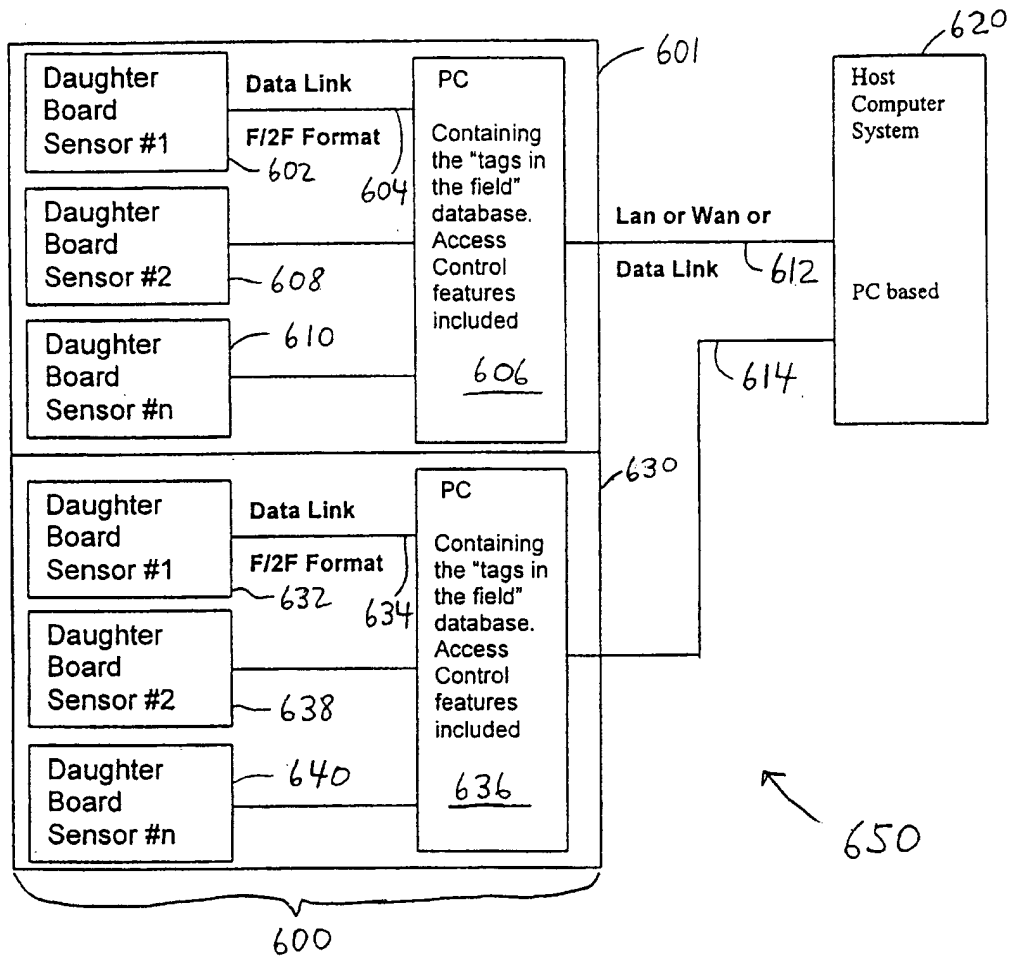 620
601
Daughter
Board
Sensor #1
Data Link
F/2F Format
602
604
PC
Containing
the "tags in
the field"
database.
Access
Control
features
included
606
Host
Computer
System
PC based
Daughter
Board
Sensor #2
608
Lan or Wan or
Data Link
612
Daughter
Board
Sensor #n
610
614
630
Daughter
Board
Sensor #1
Data Link
F/2F Format
632
634
PC
Containing
the "tags in
the field"
database.
Access
Control
features
included
636
Daughter
Board
Sensor #2
638
Daughter
Board
Sensor #n
640
650
600